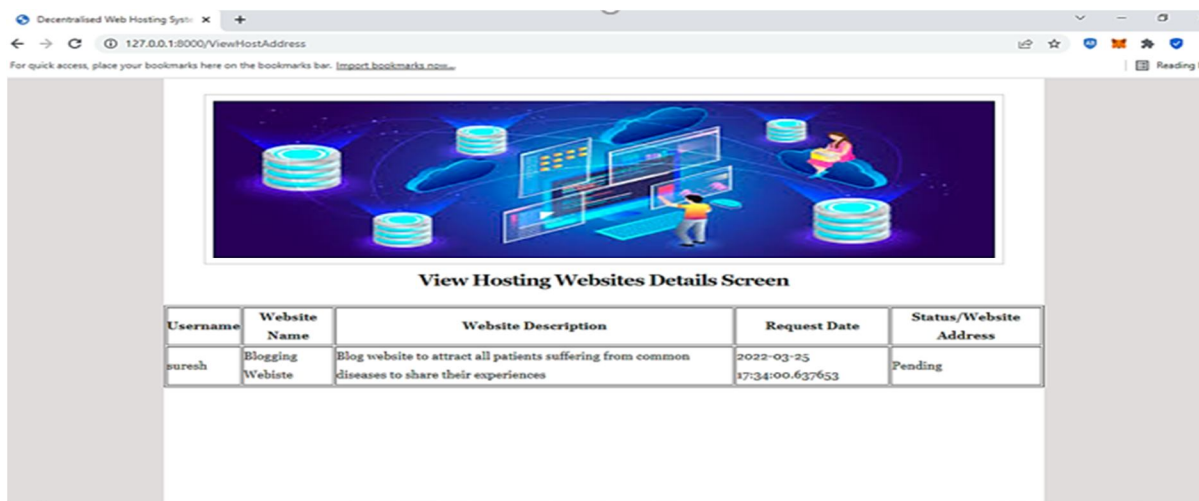 Decentralised Web Hosting Syste
127.0.0.1:8000/ViewHostAddress
For quick access, place your bookmarks here on the bookmarks bar. Import bookmarks now...
Reading
View Hosting Websites Details Screen
Username
Website
Name
Website Description
Request Date
Status/Website
Address
suresh
Blogging
Webiste
Blog website to attract all patients suffering from common
diseases to share their experiences
2022-03-25
17:34:00.637653
Pending